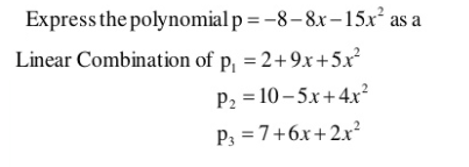 Express the polynomial p = −8 − 8x − 15x² as a
Linear Combination of p₁ = 2 + 9x + 5x²
p₂ = 10 − 5x + 4x²
p₃ = 7 + 6x + 2x²